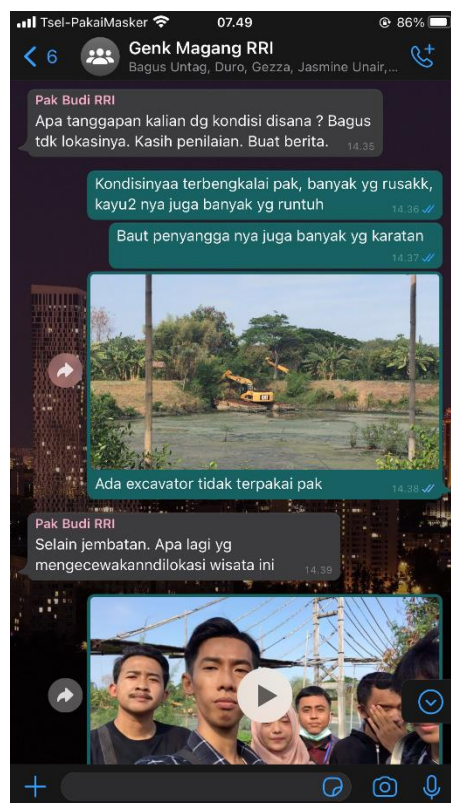 Tsel-PakaiMasker 07.49 86%
6 Genk Magang RRI
Bagus Untag, Duro, Gezza, Jasmine Unair,...
Pak Budi RRI
Apa tanggapan kalian dg kondisi disana ? Bagus
tdk lokasinya. Kasih penilaian. Buat berita. 14.35
Kondisinyaa terbengkalai pak, banyak yg rusakk,
kayu2 nya juga banyak yg runtuh 14.36
Baut penyangga nya juga banyak yg karatan
14.37
Ada excavator tidak terpakai pak 14.38
Pak Budi RRI
Selain jembatan. Apa lagi yg
mengecewakanndilokasi wisata ini 14.39